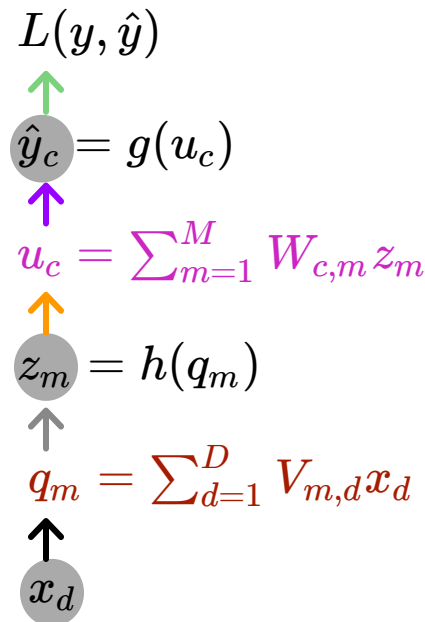 L(y, ŷ)
ŷ_c = g(u_c)
u_c = ∑_{m=1}^{M} W_{c,m} z_m
z_m = h(q_m)
q_m = ∑_{d=1}^{D} V_{m,d} x_d
x_d